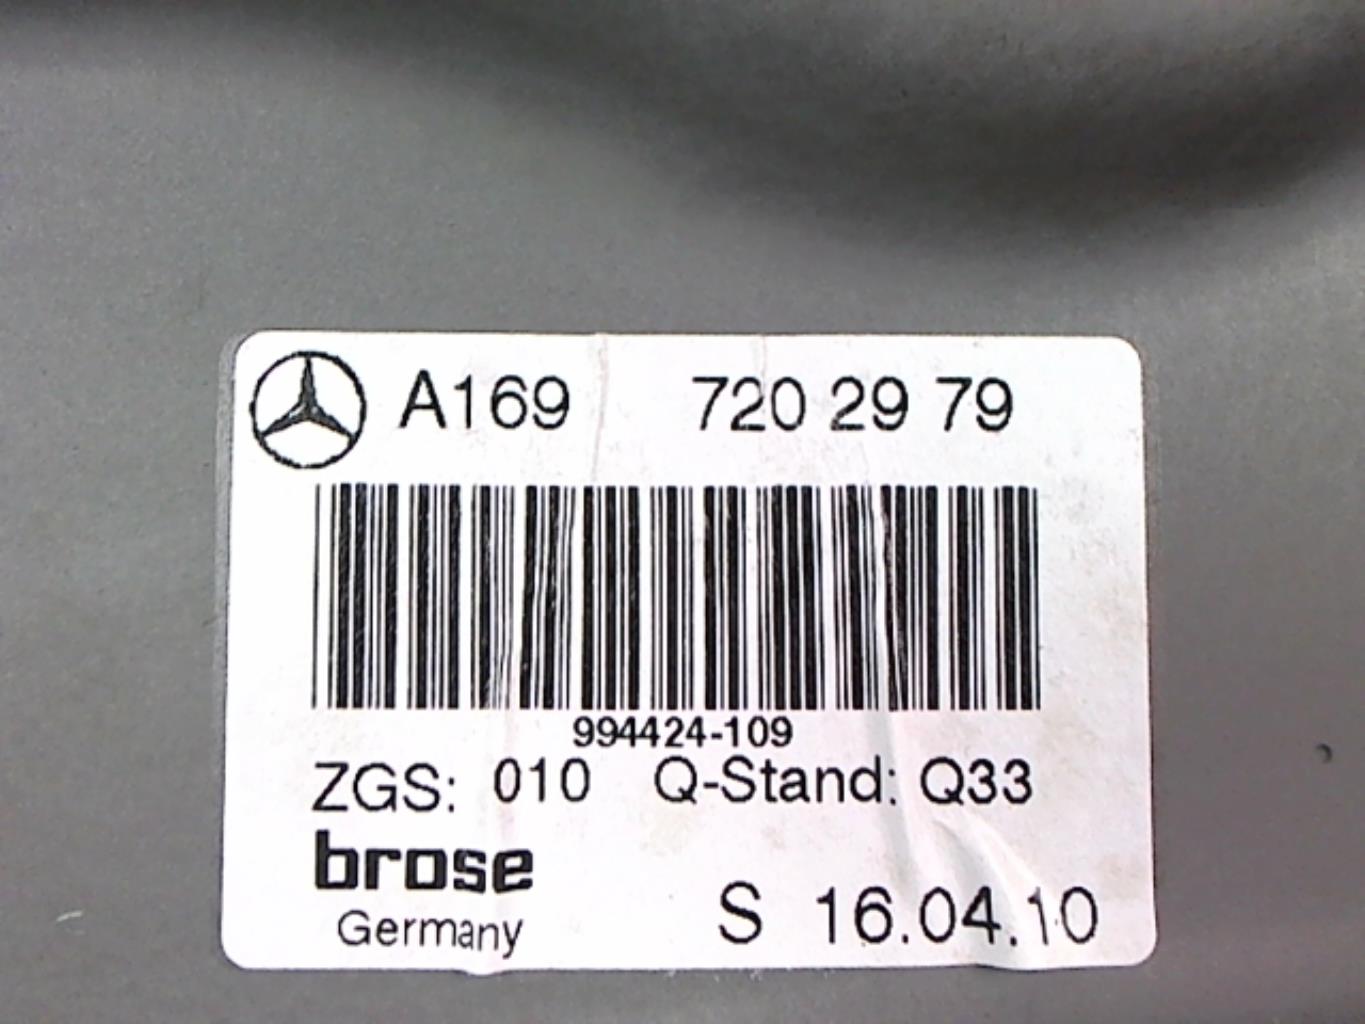 A169 720 29 79
994424-109
ZGS: 010 Q-Stand: Q33
brose
Germany
S 16.04.10